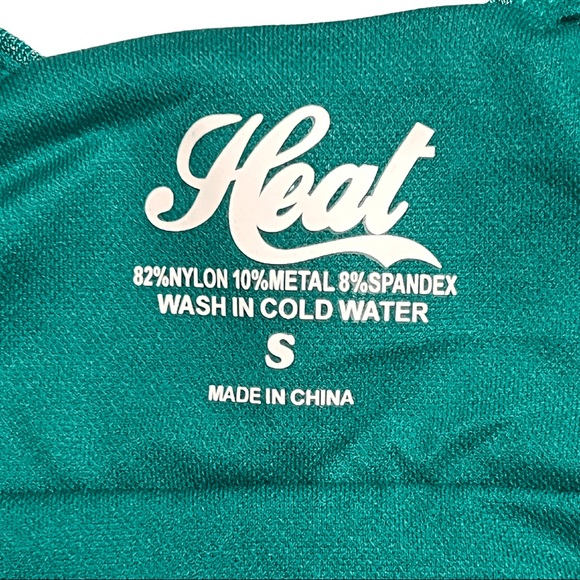 Heat
82%NYLON 10%METAL 8%SPANDEX
WASH IN COLD WATER
S
MADE IN CHINA